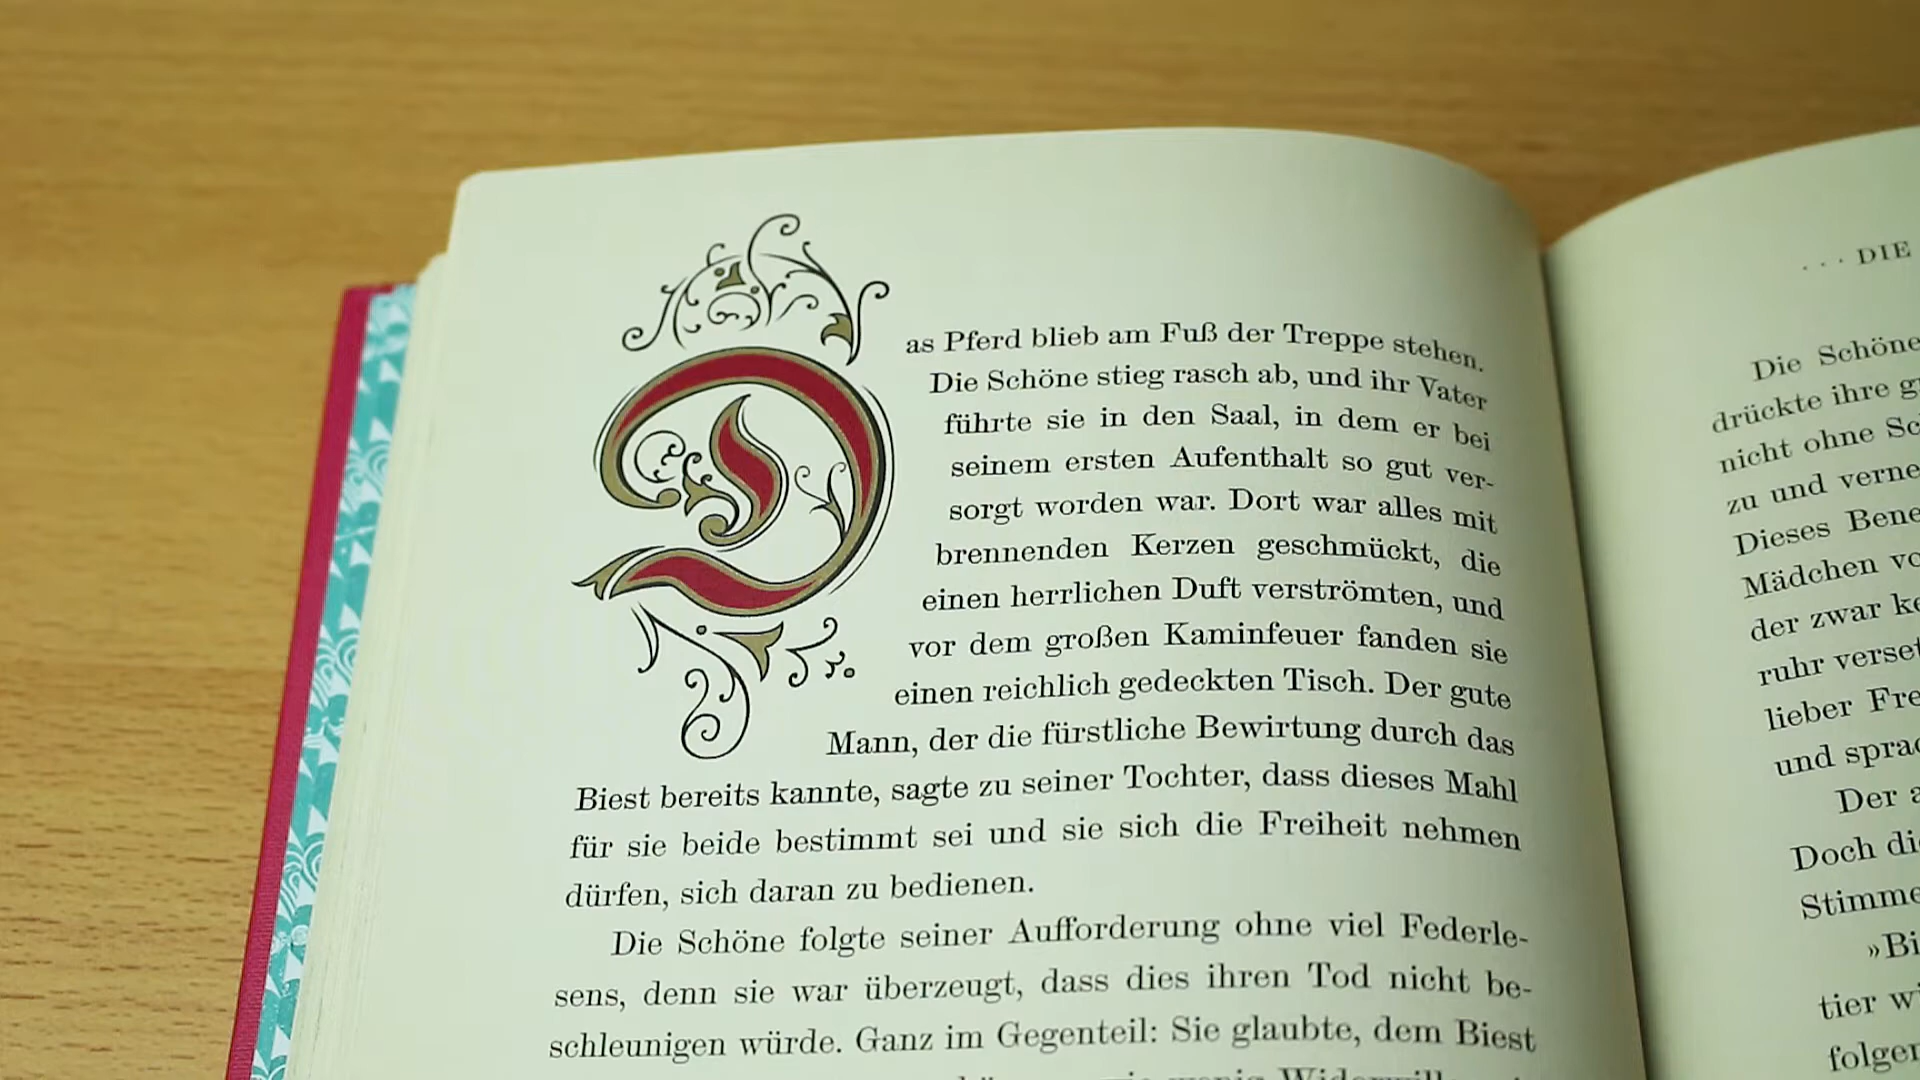 Das Pferd blieb am Fuß der Treppe stehen.
Die Schöne stieg rasch ab, und ihr Vater
führte sie in den Saal, in dem er bei
seinem ersten Aufenthalt so gut ver-
sorgt worden war. Dort war alles mit
brennenden Kerzen geschmückt, die
einen herrlichen Duft verströmten, und
vor dem großen Kaminfeuer fanden sie
einen reichlich gedeckten Tisch. Der gute
Mann, der die fürstliche Bewirtung durch das
Biest bereits kannte, sagte zu seiner Tochter, dass dieses Mahl
für sie beide bestimmt sei und sie sich die Freiheit nehmen
dürfen, sich daran zu bedienen.
Die Schöne folgte seiner Aufforderung ohne viel Federle-
sens, denn sie war überzeugt, dass dies ihren Tod nicht be-
schleunigen würde. Ganz im Gegenteil: Sie glaubte, dem Biest
··· DIE
Die Schöne
drückte ihre
nicht ohne
zu und
Dieses
Mädchen
der zwar
ruhr
lieber
und
Der
Doch
Stimme
»
tier